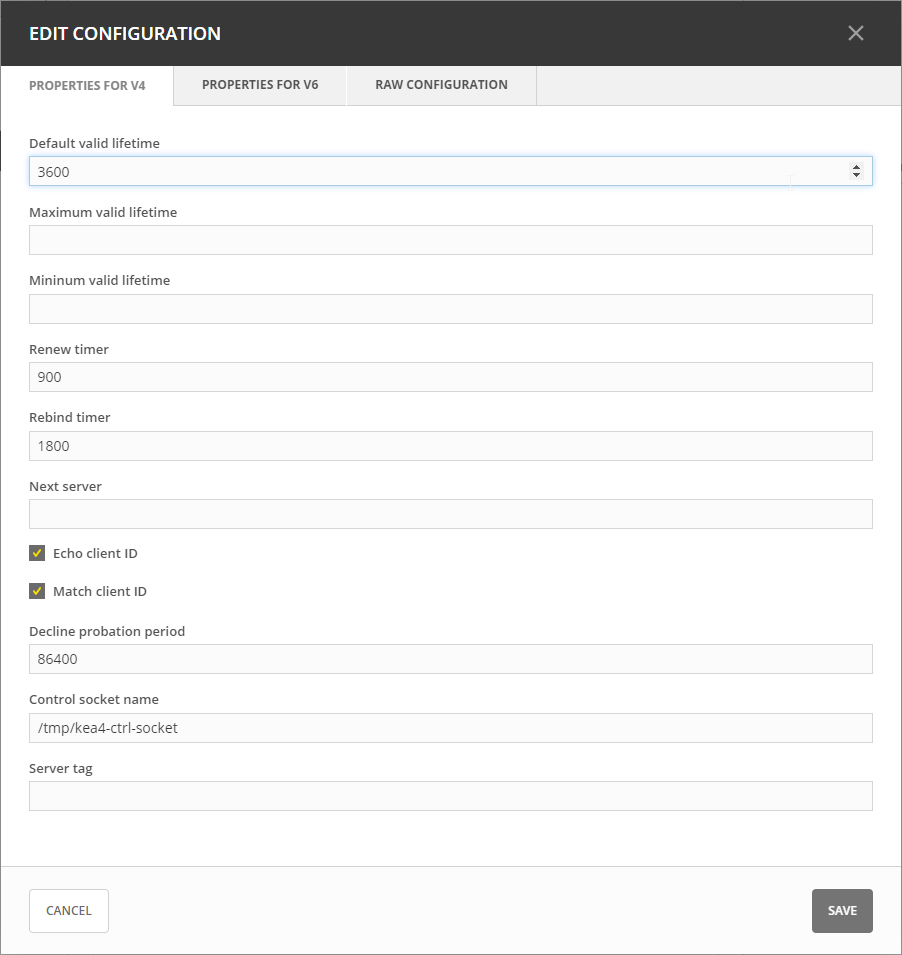 EDIT CONFIGURATION
PROPERTIES FOR V4 PROPERTIES FOR V6 RAW CONFIGURATION
Default valid lifetime
3600
Maximum valid lifetime
Mininum valid lifetime
Renew timer
900
Rebind timer
1800
Next server
Echo client ID
Match client ID
Decline probation period
86400
Control socket name
/tmp/kea4-ctrl-socket
Server tag
CANCEL SAVE